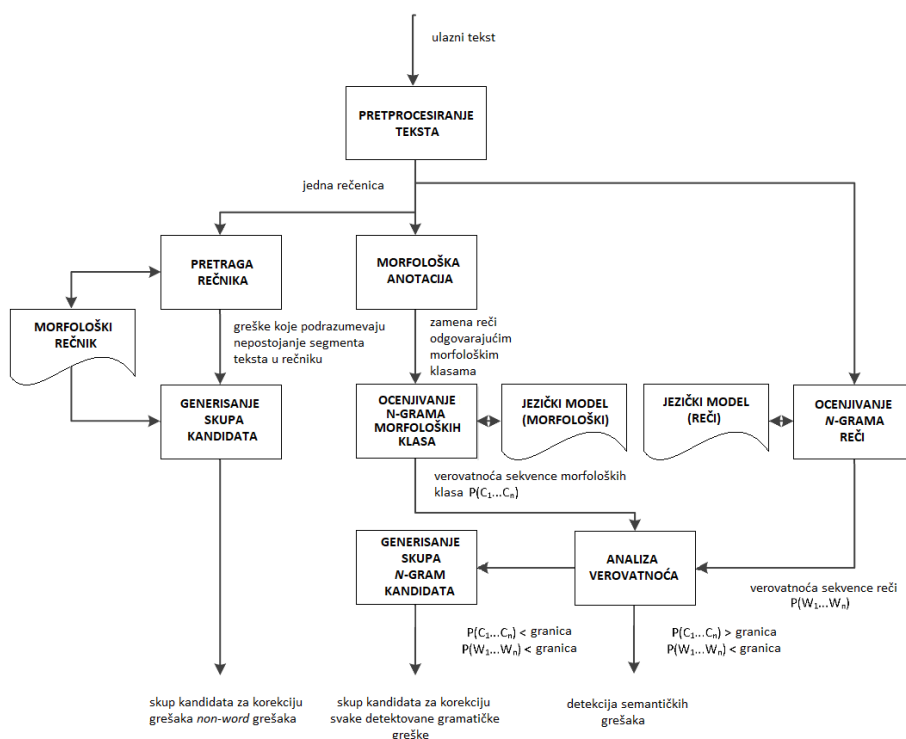 ulazni tekst
PRETPROCESIRANJE
TEKSTA
jedna rečenica
PRETRAGA
REČNIKA
MORFOLOŠKA
ANOTACIJA
MORFOLOŠKI
REČNIK
greške koje podrazumevaju
nepostojanje segmenta
teksta u rečniku
zamena reči
odgovarajućim
morfološkim
klasama
GENERISANJE
SKUPA
KANDIDATA
OCENJIVANJE
N-GRAMA
MORFOLOŠKIH
KLASA
JEZIČKI MODEL
(MORFOLOŠKI)
JEZIČKI MODEL
(REČI)
OCENJIVANJE
N-GRAMA
REČI
verovatnoća sekvence morfoloških
klasa P(C₁...Cₙ)
GENERISANJE
SKUPA
N-GRAM
KANDIDATA
ANALIZA
VEROVATNOĆA
verovatnoća sekvence reči
P(W₁...Wₙ)
P(C₁...Cₙ) < granica
P(W₁...Wₙ) < granica
P(C₁...Cₙ) > granica
P(W₁...Wₙ) < granica
skup kandidata za korekciju
grešaka non-word grešaka
skup kandidata za korekciju
svake detektovane gramatičke
greške
detekcija semantičkih
grešaka